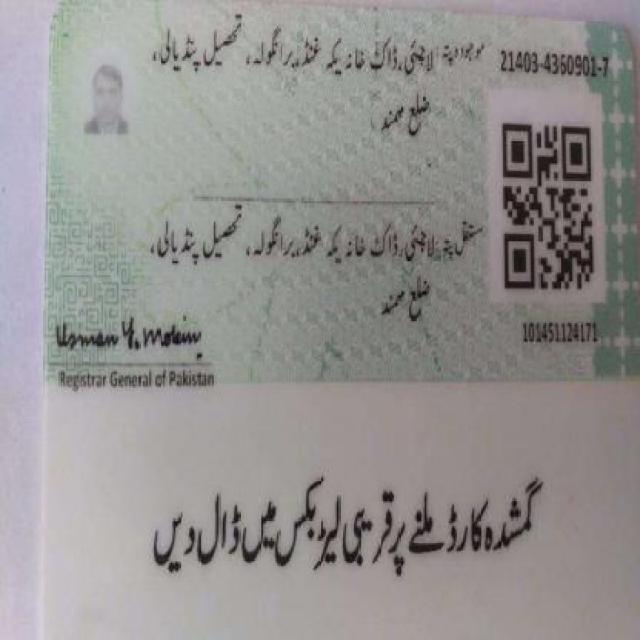 موجودہ پتہ لاچئی، ڈاک خانہ یکہ غنڈ، برانگولہ، تحصیل پنڈیالی، 21403-4360901-7
ضلع مہمند
مستقل پتہ لاچئی، ڈاک خانہ یکہ غنڈ، برانگولہ، تحصیل پنڈیالی،
ضلع مہمند
101451124171
Usman Y. Mobin
Registrar General of Pakistan
گمشدہ کارڈ ملنے پر قریبی لیٹر بکس میں ڈال دیں